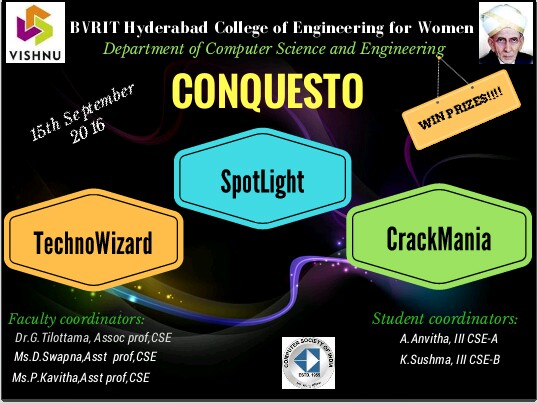 BVRIT Hyderabad College of Engineering for Women
VISHNU
Department of Computer Science and Engineering
CONQUESTO
15th September
2016
WIN PRIZES!!!!
SpotLight
TechnoWizard
CrackMania
Faculty coordinators:
Dr.G.Tilottama, Assoc prof,CSE
Ms.D.Swapna,Asst prof,CSE
Ms.P.Kavitha,Asst prof,CSE
Student coordinators:
A.Anvitha, III CSE-A
K.Sushma, III CSE-B
COMPUTER SOCIETY OF INDIA
ESTD. 1965